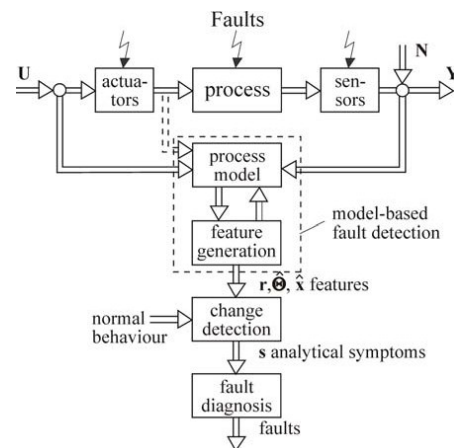 Faults
N
U
Y
actua-
tors
process
sen-
sors
process
model
feature
generation
model-based
fault detection
r,Θ̂, x̂ features
normal
behaviour
change
detection
s analytical symptoms
fault
diagnosis
faults